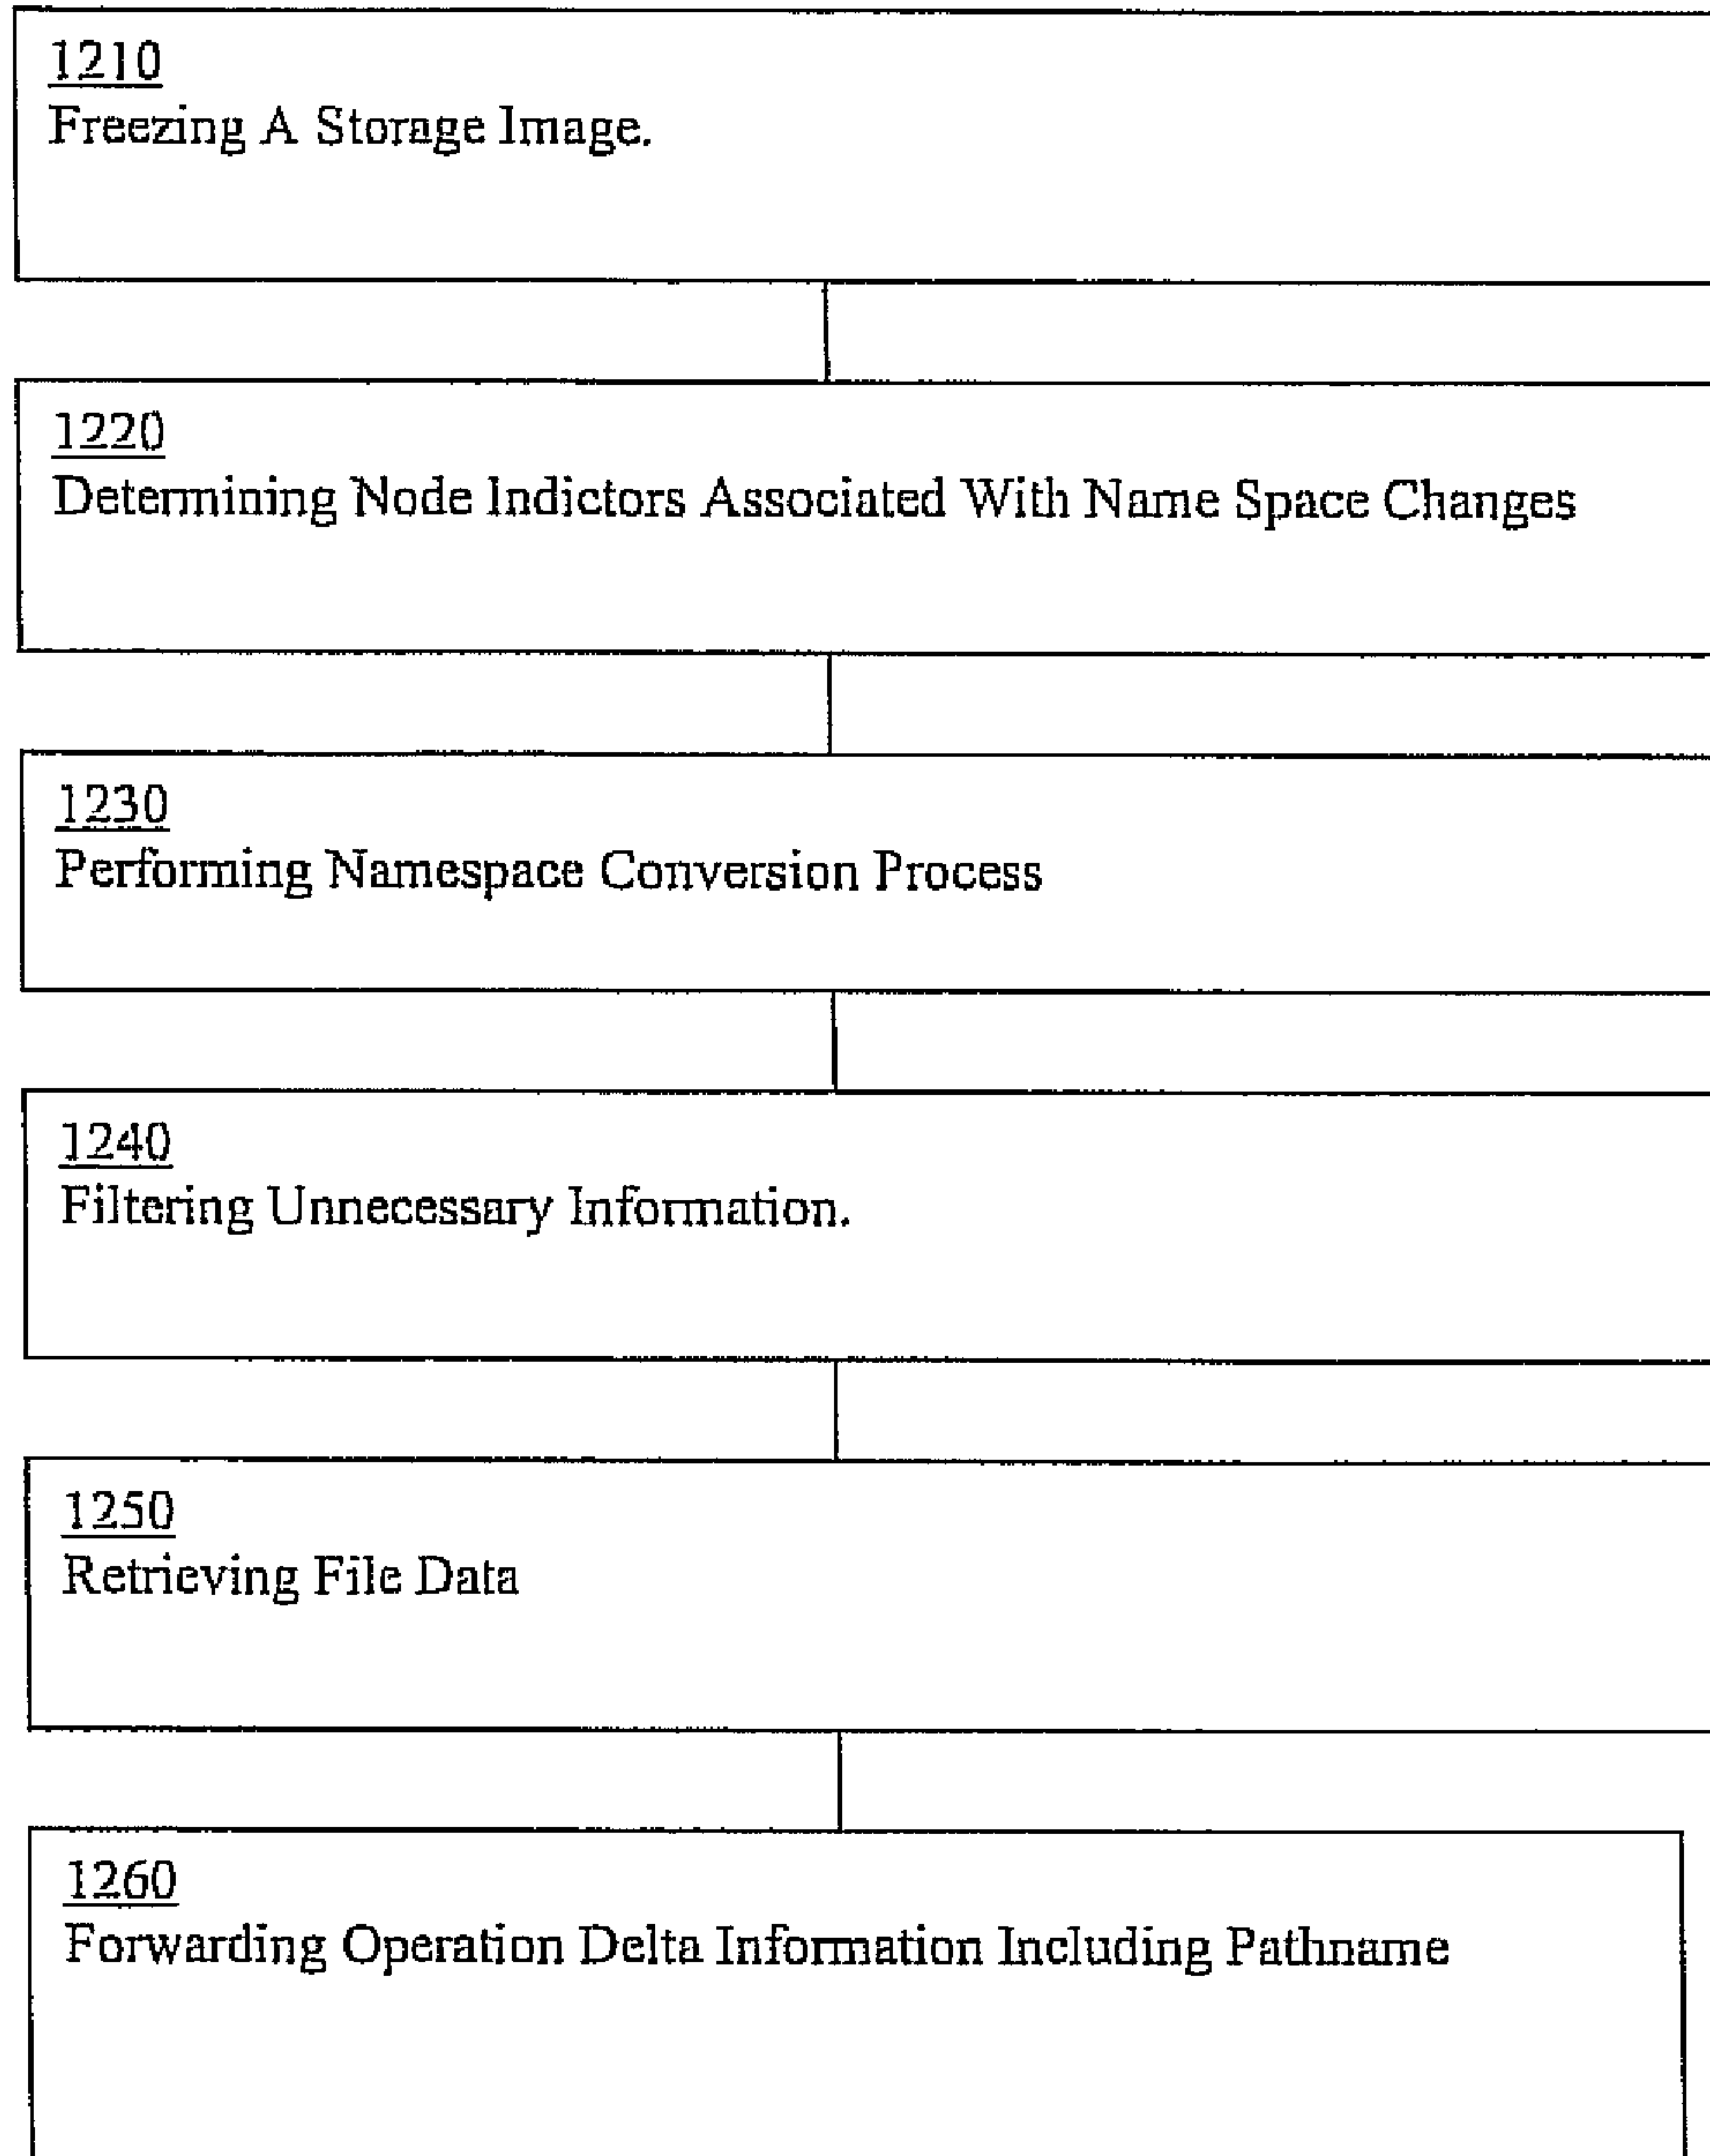 1210
Freezing A Storage Image.
1220
Determining Node Indictors Associated With Name Space Changes
1230
Performing Namespace Conversion Process
1240
Filtering Unnecessary Information.
1250
Retrieving File Data
1260
Forwarding Operation Delta Information Including Pathname